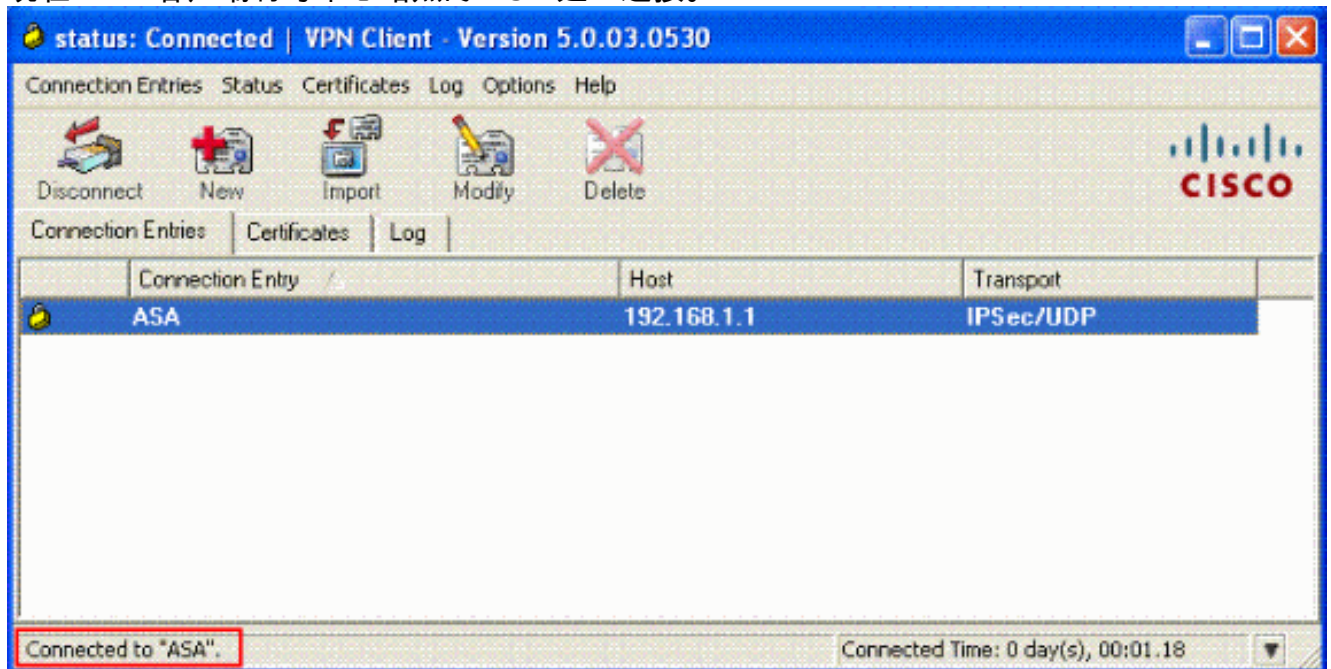 status: Connected | VPN Client - Version 5.0.03.0530
Connection Entries Status Certificates Log Options Help
Disconnect New Import Modify Delete
CISCO
Connection Entries Certificates Log
Connection Entry Host Transport
ASA 192.168.1.1 IPSec/UDP
Connected to "ASA". Connected Time: 0 day(s), 00:01.18